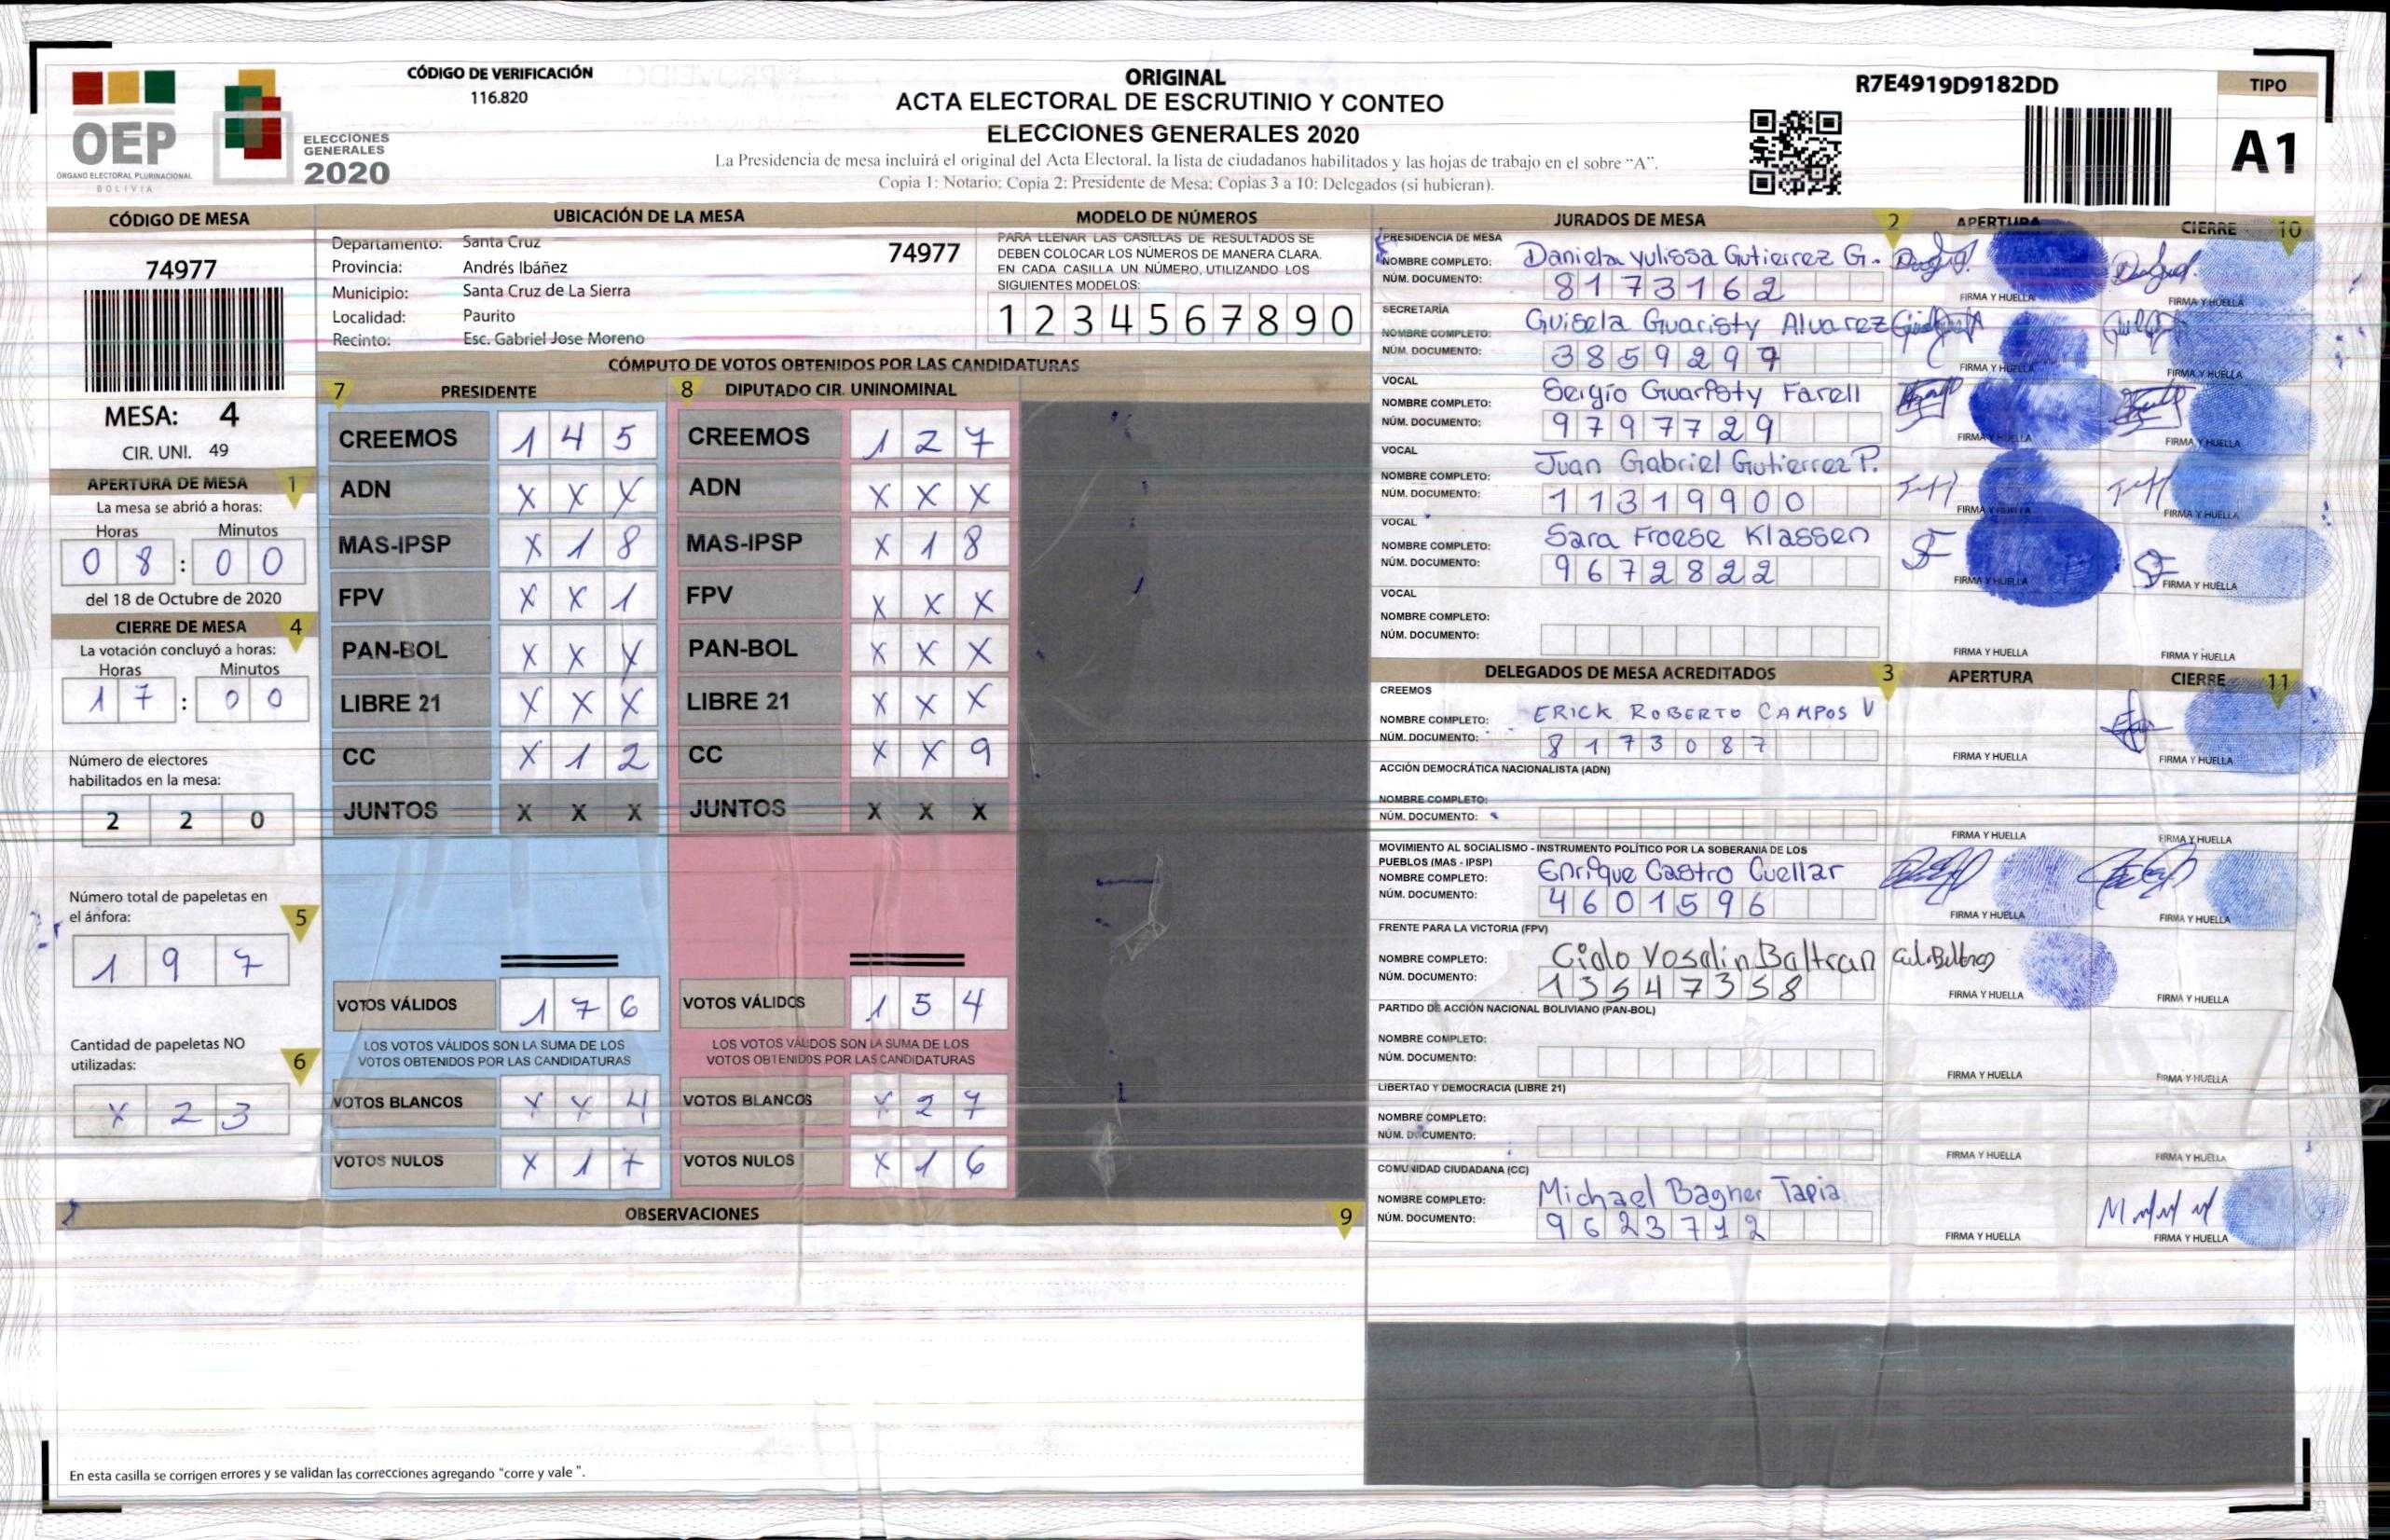 CÓDIGO DE VERIFICACIÓN
116.820
OEP
ÓRGANO ELECTORAL PLURINACIONAL
BOLIVIA
ELECCIONES
GENERALES
2020
ORIGINAL
ACTA ELECTORAL DE ESCRUTINIO Y CONTEO
ELECCIONES GENERALES 2020
La Presidencia de mesa incluirá el original del Acta Electoral, la lista de ciudadanos habilitados y las hojas de trabajo en el sobre “A”.
Copia 1: Notario; Copia 2: Presidente de Mesa; Copias 3 a 10: Delegados (si hubieran).
R7E4919D9182DD
TIPO
A1
CÓDIGO DE MESA
74977
MESA: 4
CIR. UNI. 49
APERTURA DE MESA 1
La mesa se abrió a horas:
Horas Minutos
0 8 : 0 0
del 18 de Octubre de 2020
CIERRE DE MESA 4
La votación concluyó a horas:
Horas Minutos
1 7 : 0 0
Número de electores
habilitados en la mesa:
2 2 0
Número total de papeletas en
el ánfora: 5
1 9 7
Cantidad de papeletas NO
utilizadas: 6
X 2 3
UBICACIÓN DE LA MESA
Departamento: Santa Cruz 74977
Provincia: Andrés Ibáñez
Municipio: Santa Cruz de La Sierra
Localidad: Paurito
Recinto: Esc. Gabriel Jose Moreno
MODELO DE NÚMEROS
PARA LLENAR LAS CASILLAS DE RESULTADOS SE
DEBEN COLOCAR LOS NÚMEROS DE MANERA CLARA.
EN CADA CASILLA UN NÚMERO, UTILIZANDO LOS
SIGUIENTES MODELOS:
1 2 3 4 5 6 7 8 9 0
CÓMPUTO DE VOTOS OBTENIDOS POR LAS CANDIDATURAS
7 PRESIDENTE 8 DIPUTADO CIR. UNINOMINAL
CREEMOS 1 4 5 CREEMOS 1 2 7
ADN X X X ADN X X X
MAS-IPSP X 1 8 MAS-IPSP X 1 8
FPV X X 1 FPV X X X
PAN-BOL X X X PAN-BOL X X X
LIBRE 21 X X X LIBRE 21 X X X
CC X 1 2 CC X X 9
JUNTOS X X X JUNTOS X X X
VOTOS VÁLIDOS 1 7 6 VOTOS VÁLIDOS 1 5 4
LOS VOTOS VÁLIDOS SON LA SUMA DE LOS LOS VOTOS VÁLIDOS SON LA SUMA DE LOS
VOTOS OBTENIDOS POR LAS CANDIDATURAS VOTOS OBTENIDOS POR LAS CANDIDATURAS
VOTOS BLANCOS X X 4 VOTOS BLANCOS X 2 7
VOTOS NULOS X 1 7 VOTOS NULOS X 1 6
OBSERVACIONES 9
En esta casilla se corrigen errores y se validan las correcciones agregando “corre y vale ”.
JURADOS DE MESA 2 APERTURA CIERRE 10
PRESIDENCIA DE MESA
NOMBRE COMPLETO: Daniela yulissa Gutierrez G.
NÚM. DOCUMENTO: 8173162
FIRMA Y HUELLA FIRMA Y HUELLA
SECRETARÍA
NOMBRE COMPLETO: Guisela Guaristy Alvarez
NÚM. DOCUMENTO: 3859297
FIRMA Y HUELLA FIRMA Y HUELLA
VOCAL
NOMBRE COMPLETO: Sergio Guaristy Farell
NÚM. DOCUMENTO: 9797729
FIRMA Y HUELLA FIRMA Y HUELLA
VOCAL
NOMBRE COMPLETO: Juan Gabriel Gutierrez P.
NÚM. DOCUMENTO: 11319900
FIRMA Y HUELLA FIRMA Y HUELLA
VOCAL
NOMBRE COMPLETO: Sara Froese Klassen
NÚM. DOCUMENTO: 9672822
FIRMA Y HUELLA FIRMA Y HUELLA
VOCAL
NOMBRE COMPLETO:
NÚM. DOCUMENTO:
FIRMA Y HUELLA FIRMA Y HUELLA
DELEGADOS DE MESA ACREDITADOS 3 APERTURA CIERRE 11
CREEMOS
NOMBRE COMPLETO: ERICK ROBERTO CAMPOS V
NÚM. DOCUMENTO: 8173087
FIRMA Y HUELLA FIRMA Y HUELLA
ACCIÓN DEMOCRÁTICA NACIONALISTA (ADN)
NOMBRE COMPLETO:
NÚM. DOCUMENTO:
FIRMA Y HUELLA FIRMA Y HUELLA
MOVIMIENTO AL SOCIALISMO - INSTRUMENTO POLÍTICO POR LA SOBERANIA DE LOS
PUEBLOS (MAS - IPSP)
NOMBRE COMPLETO: Enrique Castro Cuellar
NÚM. DOCUMENTO: 4601596
FIRMA Y HUELLA FIRMA Y HUELLA
FRENTE PARA LA VICTORIA (FPV)
NOMBRE COMPLETO: Cielo Yosalin Baltran
NÚM. DOCUMENTO: 13547358
FIRMA Y HUELLA FIRMA Y HUELLA
PARTIDO DE ACCIÓN NACIONAL BOLIVIANO (PAN-BOL)
NOMBRE COMPLETO:
NÚM. DOCUMENTO:
FIRMA Y HUELLA FIRMA Y HUELLA
LIBERTAD Y DEMOCRACIA (LIBRE 21)
NOMBRE COMPLETO:
NÚM. DOCUMENTO:
FIRMA Y HUELLA FIRMA Y HUELLA
COMUNIDAD CIUDADANA (CC)
NOMBRE COMPLETO: Michael Bagner Tapia
NÚM. DOCUMENTO: 9623712
FIRMA Y HUELLA FIRMA Y HUELLA